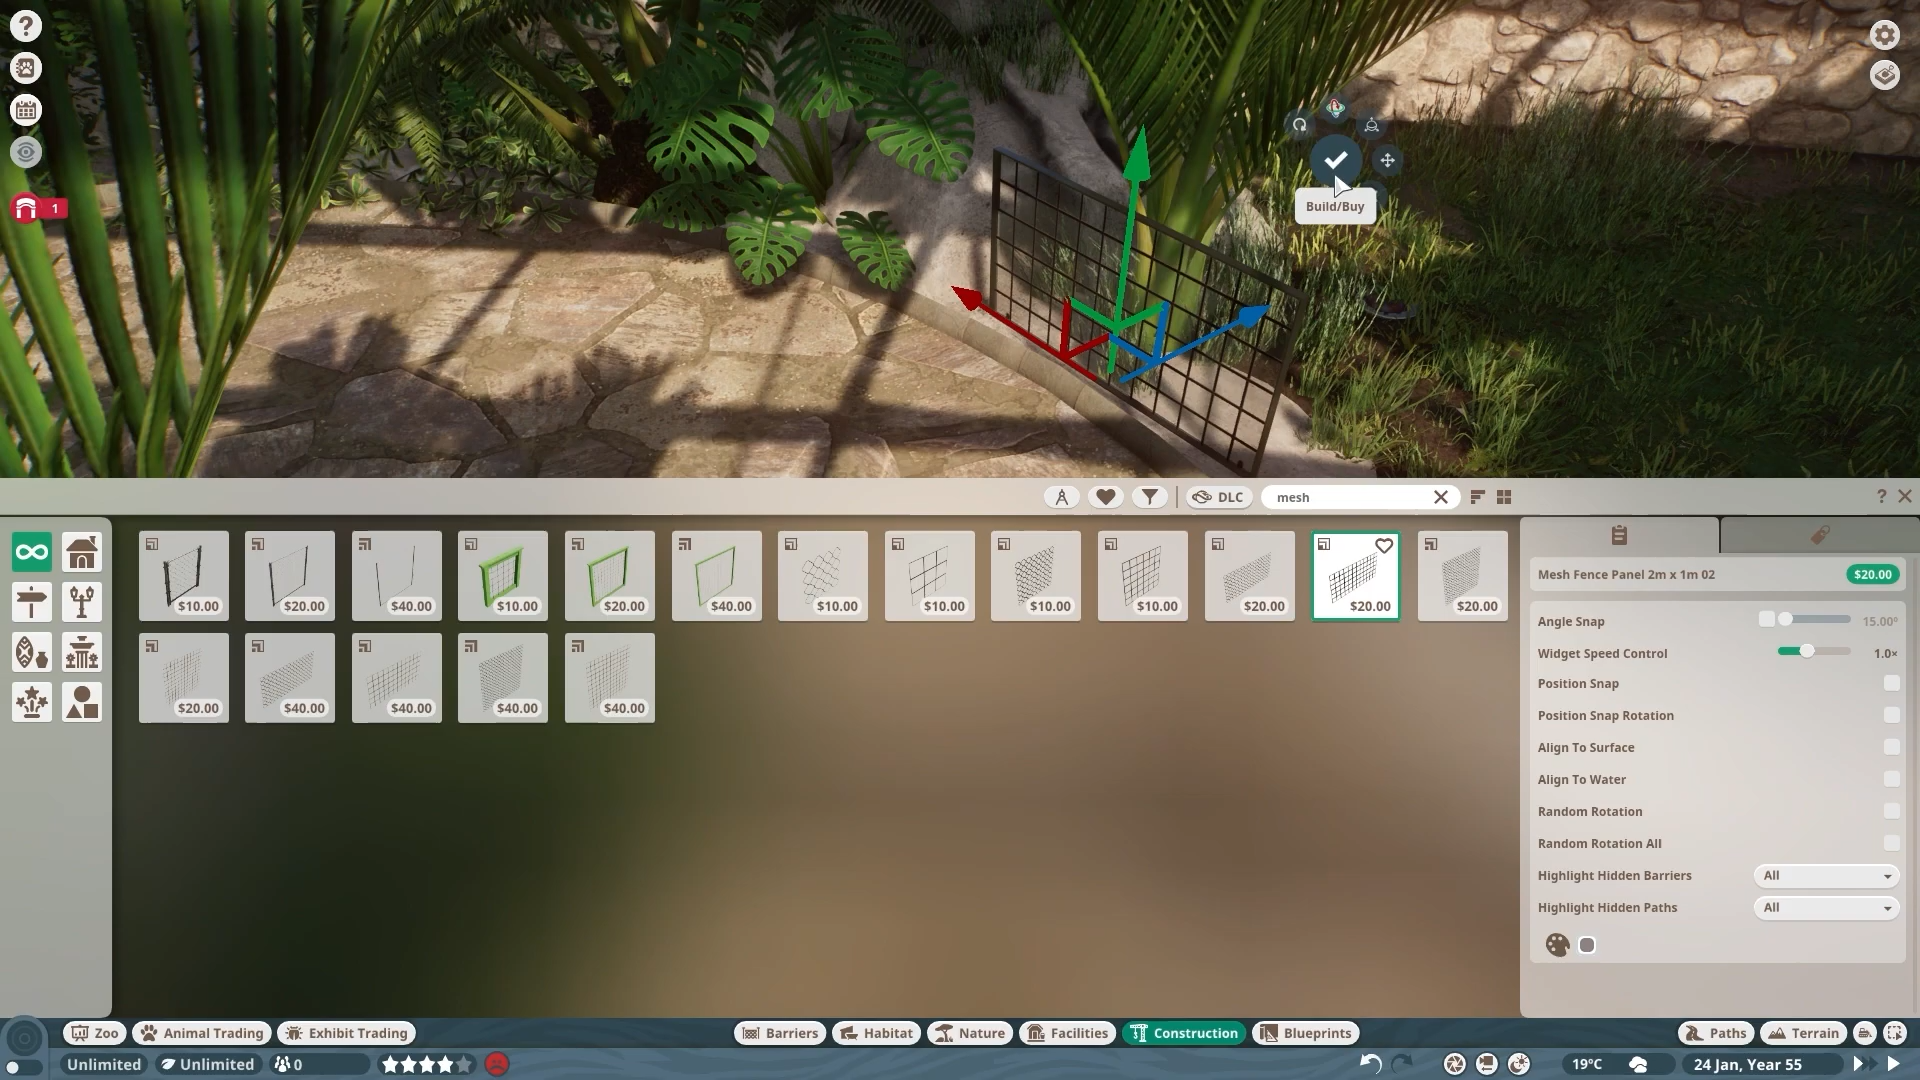 ?
1
Build/Buy
DLC
mesh
?
$10.00
$20.00
$40.00
$10.00
$20.00
$40.00
$10.00
$10.00
$10.00
$10.00
$20.00
$20.00
$20.00
$20.00
$40.00
$40.00
$40.00
$40.00
Mesh Fence Panel 2m x 1m 02
$20.00
Angle Snap
15.00°
Widget Speed Control
1.0×
Position Snap
Position Snap Rotation
Align To Surface
Align To Water
Random Rotation
Random Rotation All
Highlight Hidden Barriers
All
Highlight Hidden Paths
All
Zoo
Animal Trading
Exhibit Trading
Barriers
Habitat
Nature
Facilities
Construction
Blueprints
Paths
Terrain
Unlimited
Unlimited
0
19°C
24 Jan, Year 55